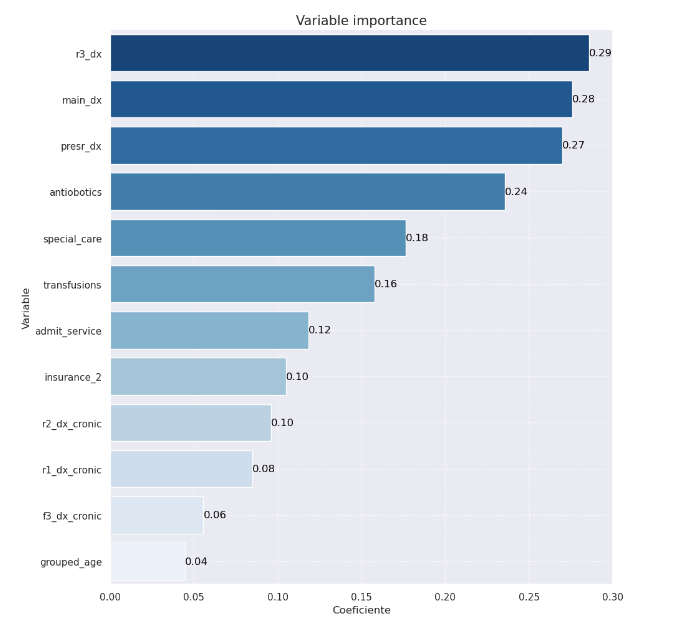 Variable importance
r3_dx
0.29
main_dx
0.28
presr_dx
0.27
antiobotics
0.24
special_care
0.18
transfusions
0.16
Variable
admit_service
0.12
insurance_2
0.10
r2_dx_cronic
0.10
r1_dx_cronic
0.08
f3_dx_cronic
0.06
grouped_age
0.04
0.00 0.05 0.10 0.15 0.20 0.25 0.30
Coeficiente